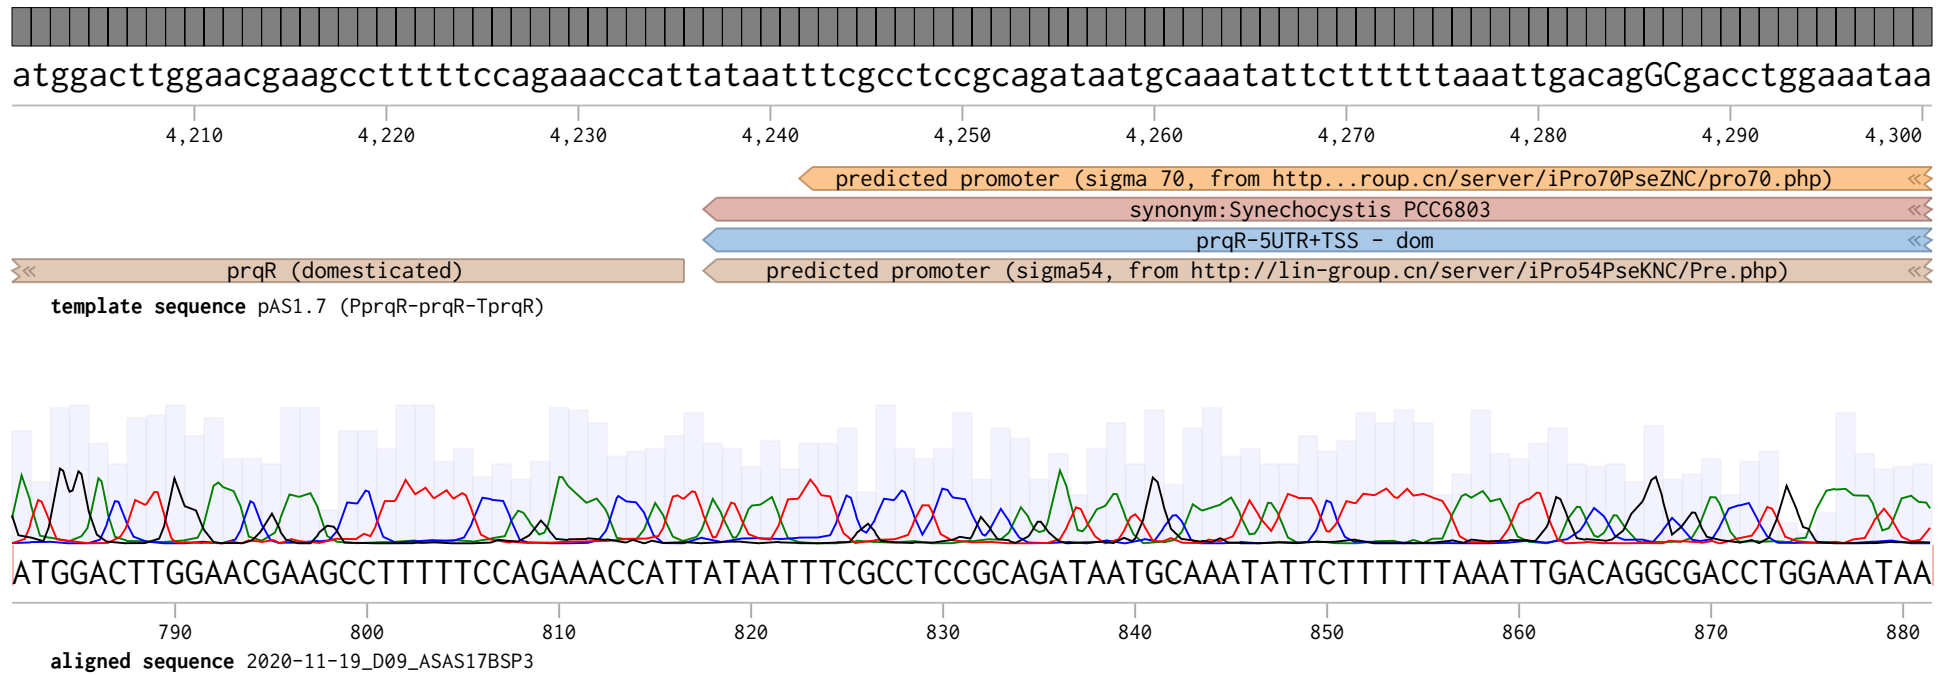 atggacttggaacgaagcctttttccagaaaccattataatttcgcctccgcagataatgcaaatattcttttttaaattgacagGCgacctggaaataa
4,210 4,220 4,230 4,240 4,250 4,260 4,270 4,280 4,290 4,300
predicted promoter (sigma 70, from http...roup.cn/server/iPro70PseZNC/pro70.php)
synonym:Synechocystis PCC6803
prqR-5UTR+TSS - dom
prqR (domesticated) predicted promoter (sigma54, from http://lin-group.cn/server/iPro54PseKNC/Pre.php)
template sequence pAS1.7 (PprqR-prqR-TprqR)
ATGGACTTGGAACGAAGCCTTTTTCCAGAAACCATTATAATTTCGCCTCCGCAGATAATGCAAATATTCTTTTTTAAATTGACAGGCGACCTGGAAATAA
790 800 810 820 830 840 850 860 870 880
aligned sequence 2020-11-19_D09_ASAS17BSP3